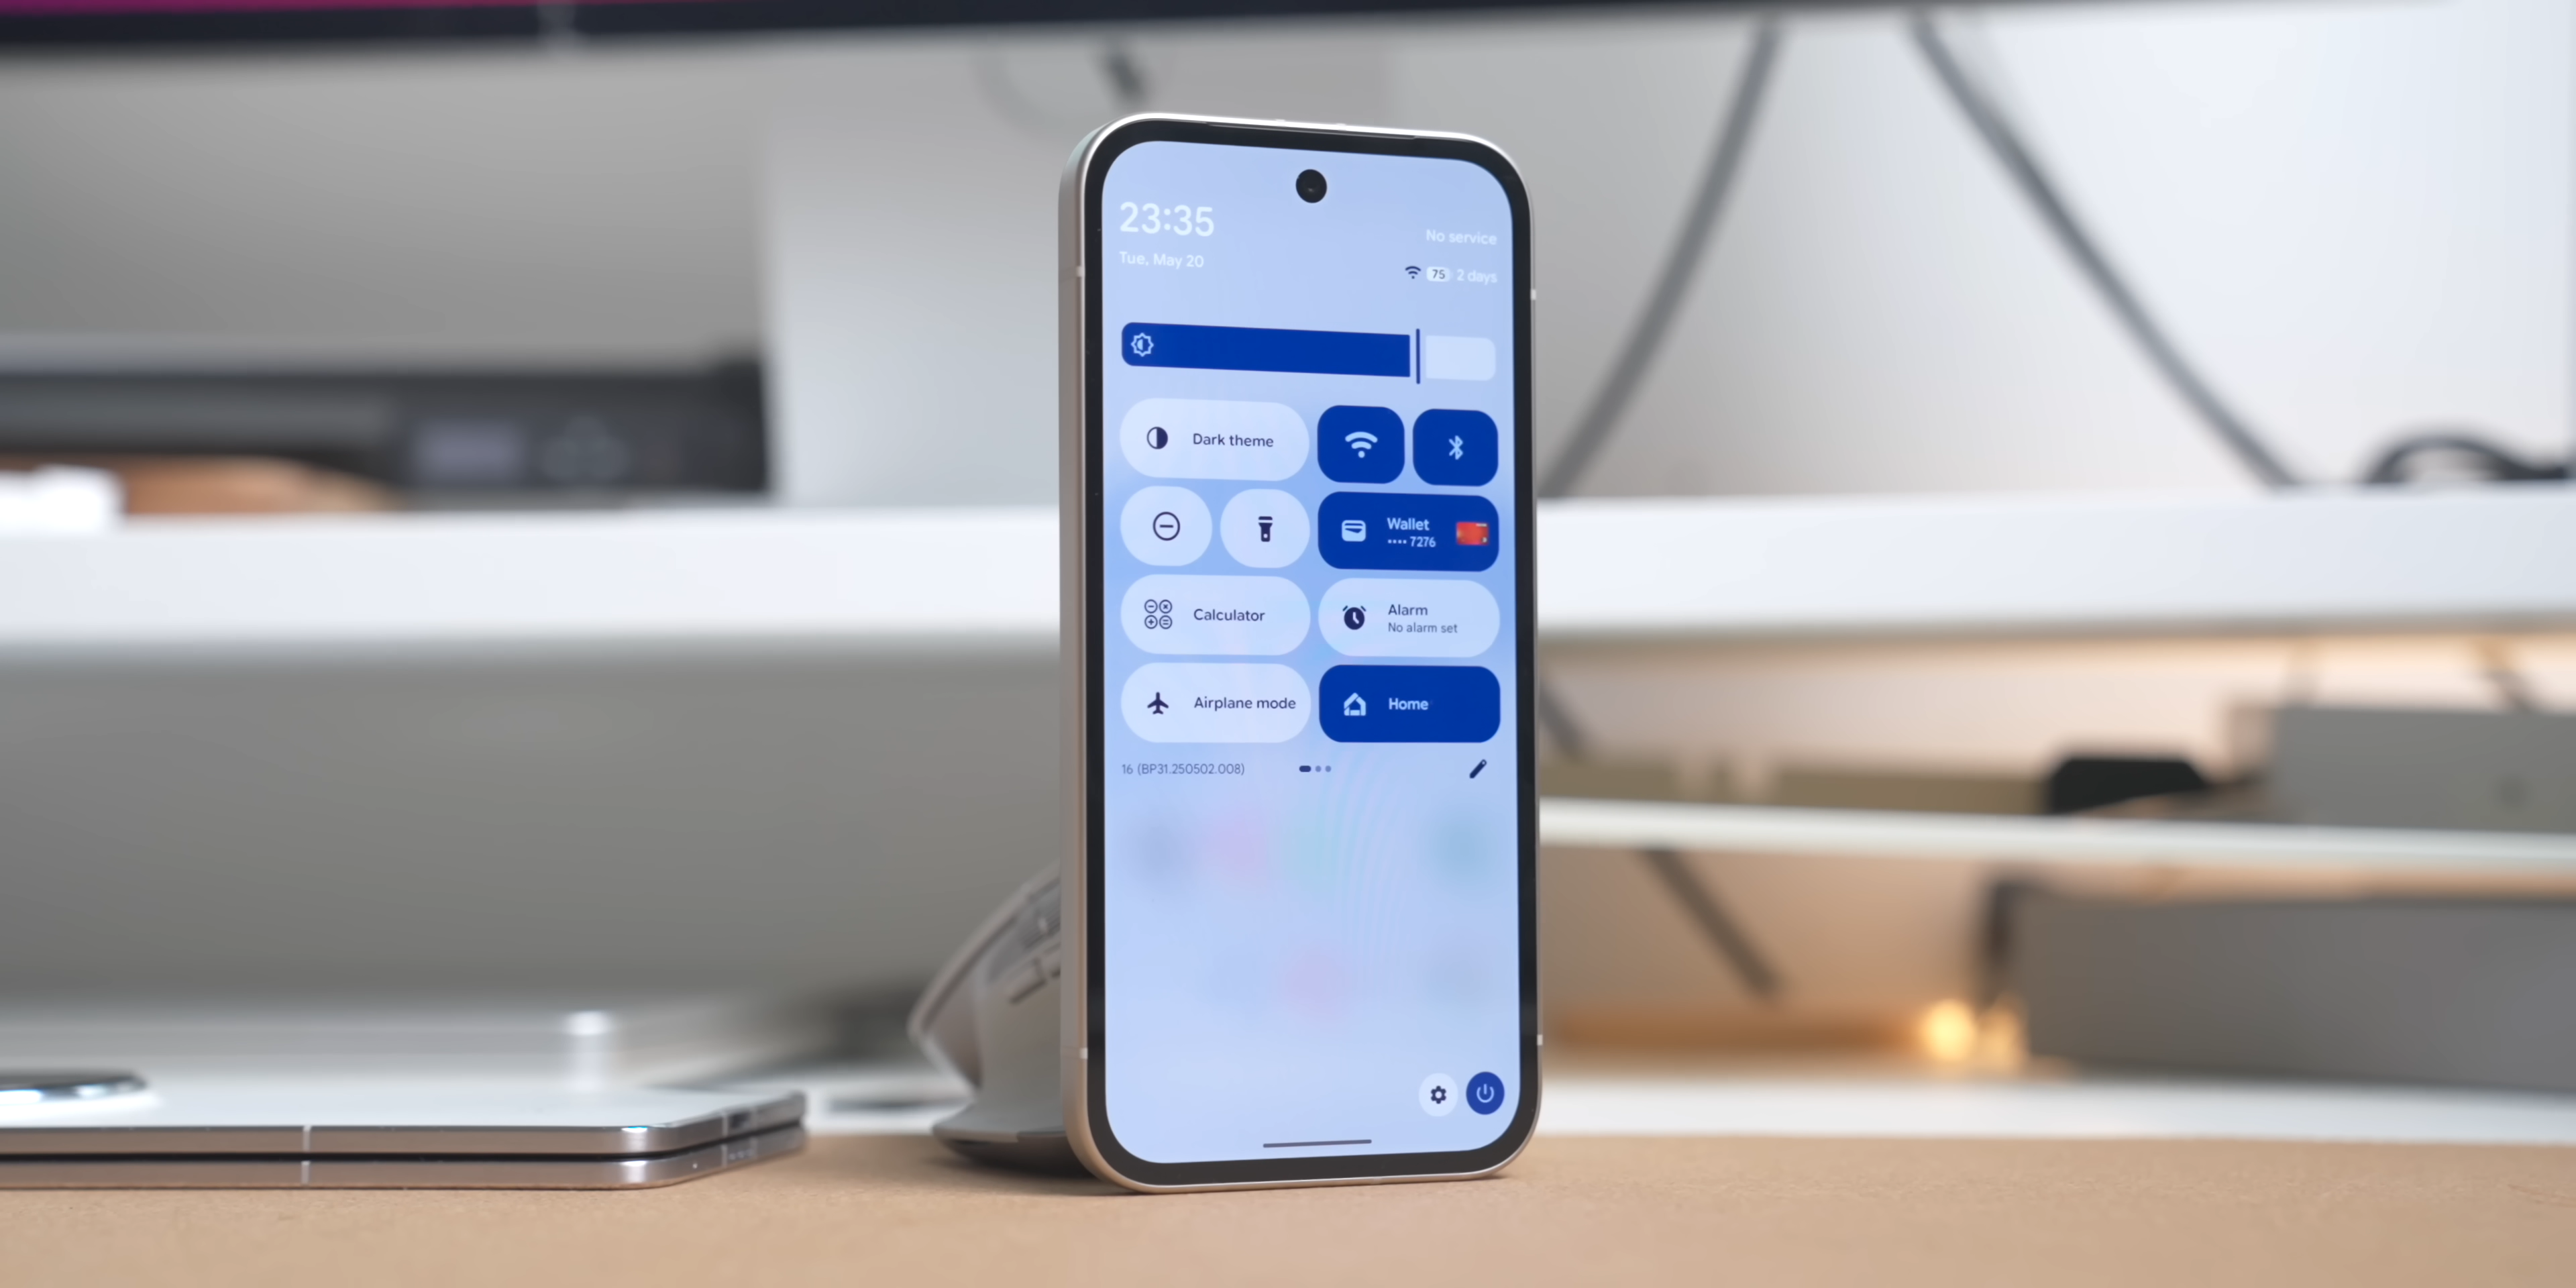 23:35
No service
Tue, May 20
75 2 days
Dark theme
Wallet
•••• 7276
Calculator
Alarm
No alarm set
Airplane mode
Home
16 (BP31.250502.008)